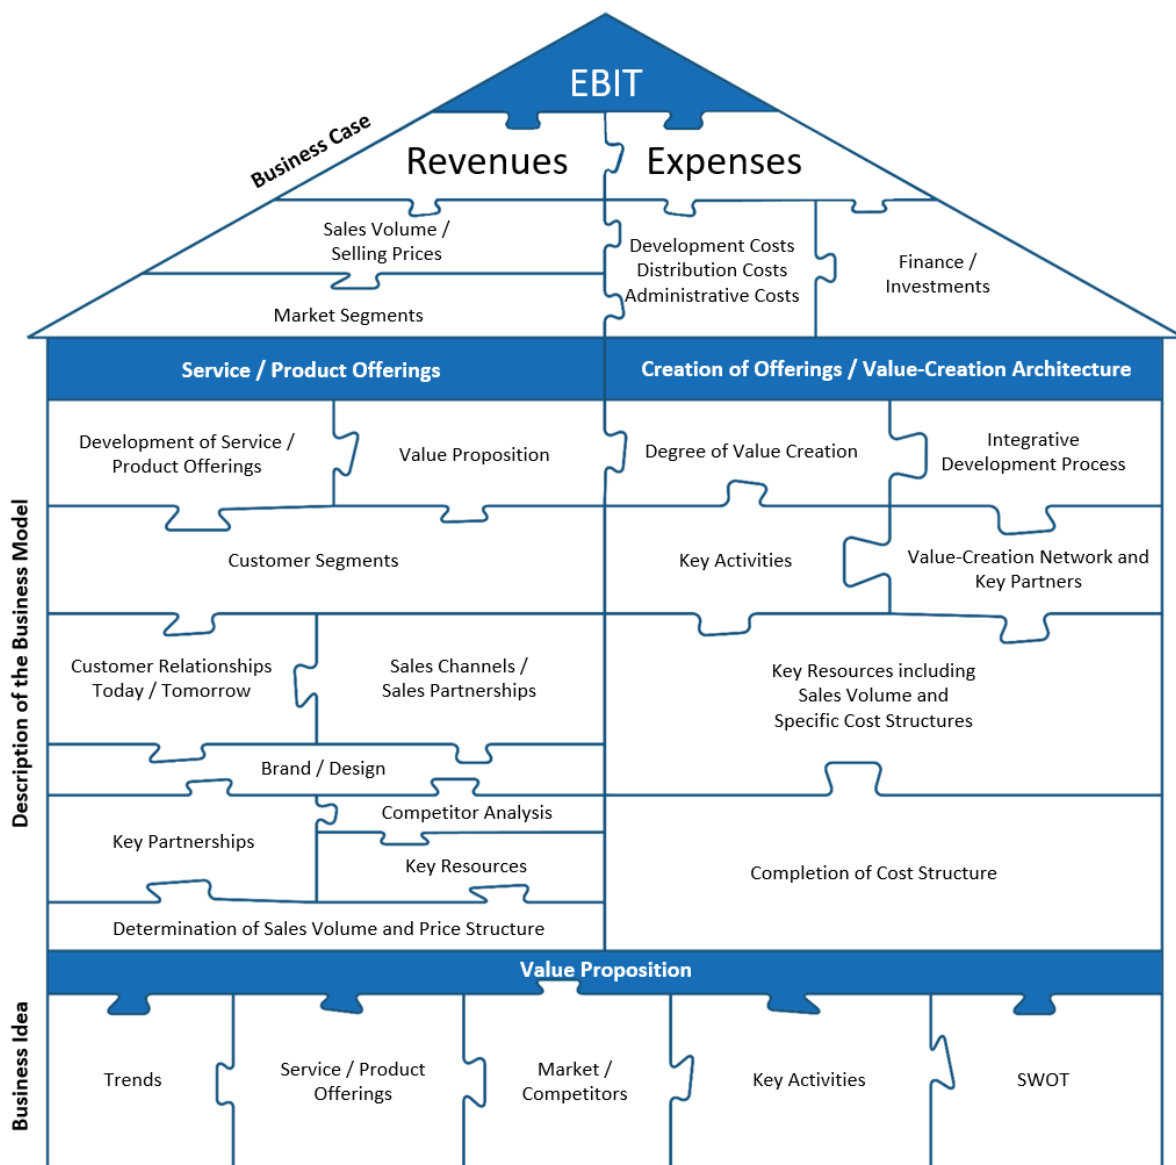 EBIT
Business Case
Revenues
Expenses
Sales Volume /
Selling Prices
Development Costs
Distribution Costs
Administrative Costs
Finance /
Investments
Market Segments
Service / Product Offerings
Creation of Offerings / Value-Creation Architecture
Description of the Business Model
Development of Service /
Product Offerings
Value Proposition
Degree of Value Creation
Integrative
Development Process
Customer Segments
Key Activities
Value-Creation Network and
Key Partners
Customer Relationships
Today / Tomorrow
Sales Channels /
Sales Partnerships
Key Resources including
Sales Volume and
Specific Cost Structures
Brand / Design
Key Partnerships
Competitor Analysis
Key Resources
Completion of Cost Structure
Determination of Sales Volume and Price Structure
Value Proposition
Business Idea
Trends
Service / Product
Offerings
Market /
Competitors
Key Activities
SWOT